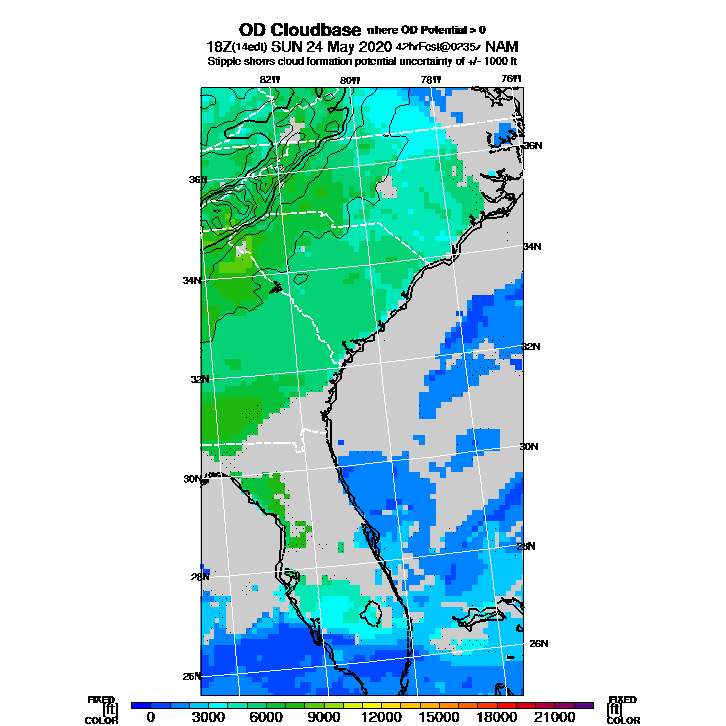 OD Cloudbase where OD Potential > 0
18Z(14edt) SUN 24 May 2020 42hrFcst@0235z NAM
Stipple shows cloud formation potential uncertainty of +/- 1000 ft
82W 80W 78W 76W
36N 36N
34N 34N
32N 32N
30N 30N
28N 28N
26N 26N
FIXED FIXED
[ft] [ft]
COLOR COLOR
0 3000 6000 9000 12000 15000 18000 21000